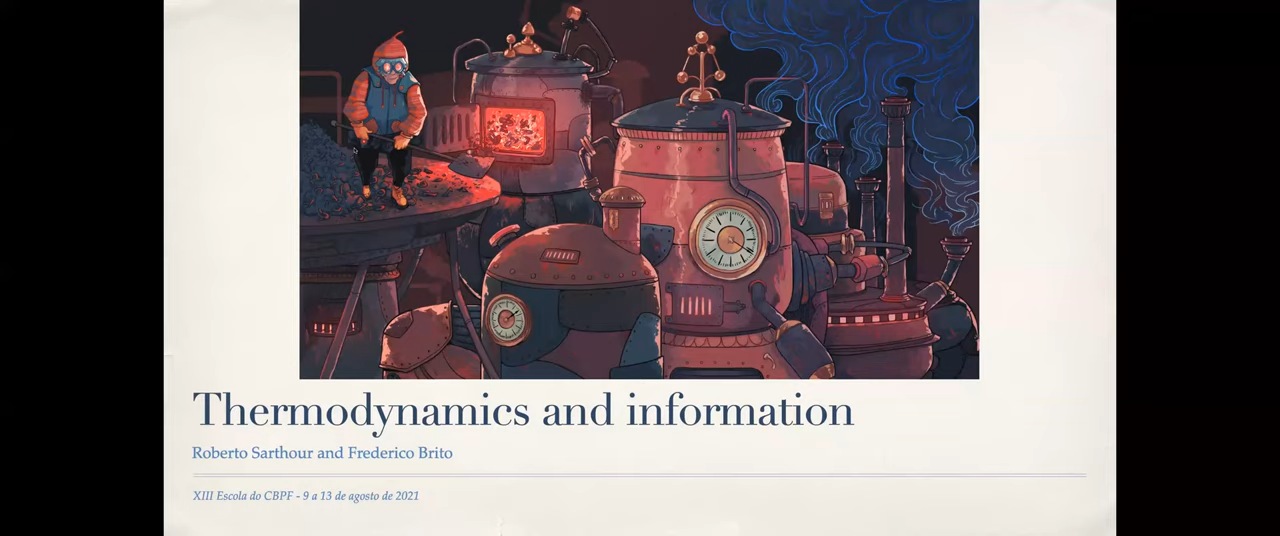 Thermodynamics and information
Roberto Sarthour and Frederico Brito
XIII Escola do CBPF - 9 a 13 de agosto de 2021